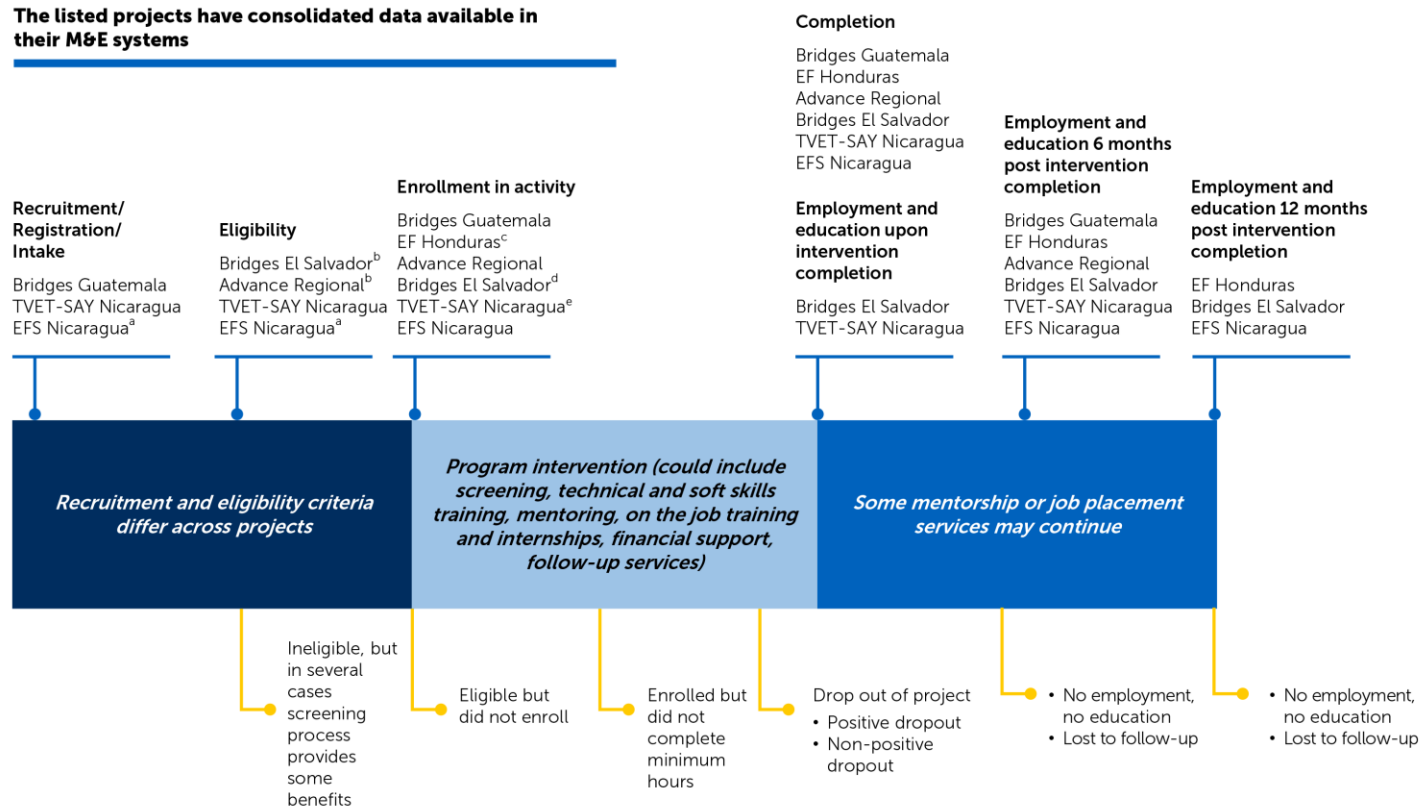 The listed projects have consolidated data available in
their M&E systems
Recruitment/
Registration/
Intake
Bridges Guatemala
TVET-SAY Nicaragua
EFS Nicaraguaᵃ
Eligibility
Bridges El Salvadorᵇ
Advance Regionalᵇ
TVET-SAY Nicaragua
EFS Nicaraguaᵃ
Enrollment in activity
Bridges Guatemala
EF Hondurasᶜ
Advance Regional
Bridges El Salvadorᵈ
TVET-SAY Nicaraguaᵉ
EFS Nicaragua
Completion
Bridges Guatemala
EF Honduras
Advance Regional
Bridges El Salvador
TVET-SAY Nicaragua
EFS Nicaragua
Employment and
education upon
intervention
completion
Bridges El Salvador
TVET-SAY Nicaragua
Employment and
education 6 months
post intervention
completion
Bridges Guatemala
EF Honduras
Advance Regional
Bridges El Salvador
TVET-SAY Nicaragua
EFS Nicaragua
Employment and
education 12 months
post intervention
completion
EF Honduras
Bridges El Salvador
EFS Nicaragua
Recruitment and eligibility criteria
differ across projects
Program intervention (could include
screening, technical and soft skills
training, mentoring, on the job training
and internships, financial support,
follow-up services)
Some mentorship or job placement
services may continue
Ineligible, but
in several
cases
screening
process
provides
some
benefits
Eligible but
did not enroll
Enrolled but
did not
complete
minimum
hours
Drop out of project
• Positive dropout
• Non-positive
dropout
• No employment,
no education
• Lost to follow-up
• No employment,
no education
• Lost to follow-up